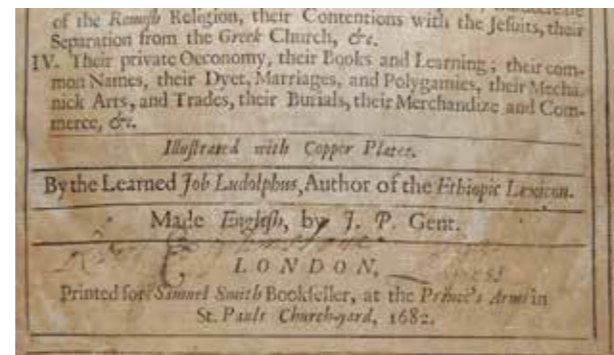 of the Romish Religion, their Contentions with the Jeſuits, their
Separation from the Greek Church, &c.
IV. Their private Oeconomy, their Books and Learning; their com-
mon Names, their Dyet, Marriages, and Polygamies, their Mecha-
nick Arts, and Trades, their Burials, their Merchandize and Com-
merce, &c.
Illuſtrated with Copper Plates.
By the Learned Job Ludolphus, Author of the Ethiopic Lexicon.
Made Engliſh, by J. P. Gent.
LONDON,
Printed for Samuel Smith Bookſeller, at the Prince's Arms in
St. Pauls Church-yard, 1682.